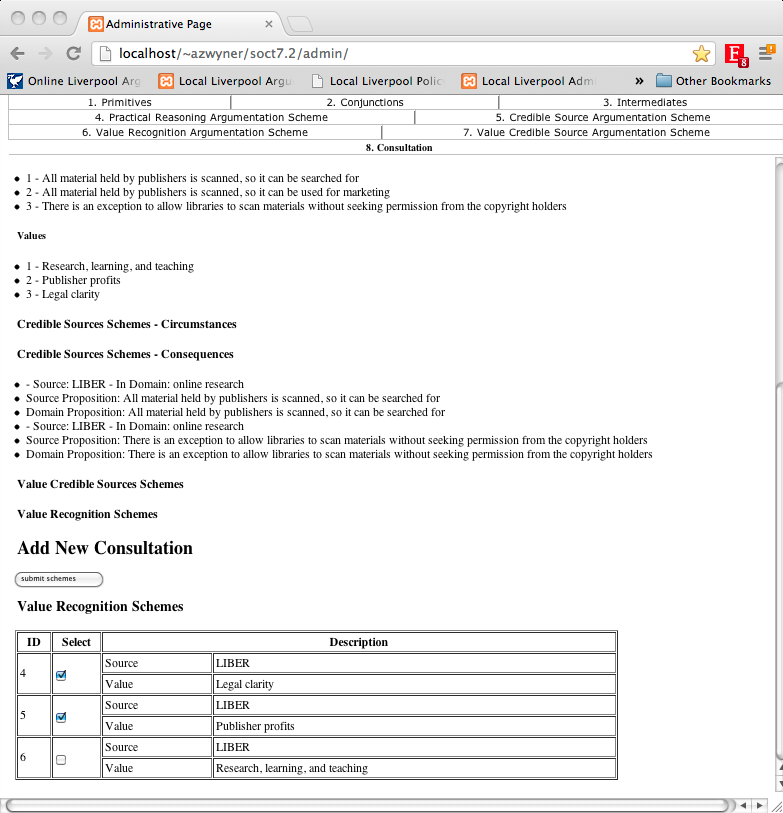 Administrative Page
localhost/~azwyner/soct7.2/admin/
8
Online Liverpool Arg Local Liverpool Argu Local Liverpool Polic Local Liverpool Adm » Other Bookmarks
1. Primitives 2. Conjunctions 3. Intermediates
4. Practical Reasoning Argumentation Scheme 5. Credible Source Argumentation Scheme
6. Value Recognition Argumentation Scheme 7. Value Credible Source Argumentation Scheme
8. Consultation
• 1 - All material held by publishers is scanned, so it can be searched for
• 2 - All material held by publishers is scanned, so it can be used for marketing
• 3 - There is an exception to allow libraries to scan materials without seeking permission from the copyright holders
Values
• 1 - Research, learning, and teaching
• 2 - Publisher profits
• 3 - Legal clarity
Credible Sources Schemes - Circumstances
Credible Sources Schemes - Consequences
• - Source: LIBER - In Domain: online research
• Source Proposition: All material held by publishers is scanned, so it can be searched for
• Domain Proposition: All material held by publishers is scanned, so it can be searched for
• - Source: LIBER - In Domain: online research
• Source Proposition: There is an exception to allow libraries to scan materials without seeking permission from the copyright holders
• Domain Proposition: There is an exception to allow libraries to scan materials without seeking permission from the copyright holders
Value Credible Sources Schemes
Value Recognition Schemes
Add New Consultation
submit schemes
Value Recognition Schemes
ID Select Description
4 Source LIBER
Value Legal clarity
5 Source LIBER
Value Publisher profits
6 Source LIBER
Value Research, learning, and teaching